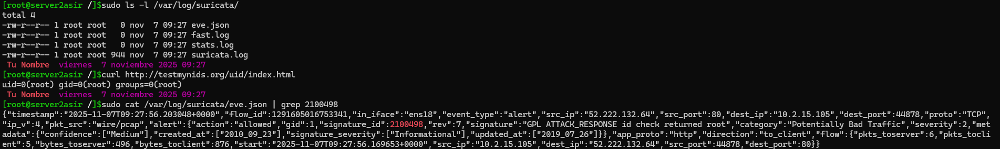 [root@server2asir /]$sudo ls -l /var/log/suricata/
total 4
-rw-r--r-- 1 root root   0 nov  7 09:27 eve.json
-rw-r--r-- 1 root root   0 nov  7 09:27 fast.log
-rw-r--r-- 1 root root   0 nov  7 09:27 stats.log
-rw-r--r-- 1 root root 944 nov  7 09:27 suricata.log
 Tu Nombre  viernes  7 noviembre 2025 09:27
[root@server2asir /]$curl http://testmynids.org/uid/index.html
uid=0(root) gid=0(root) groups=0(root)
 Tu Nombre  viernes  7 noviembre 2025 09:27
[root@server2asir /]$sudo cat /var/log/suricata/eve.json | grep 2100498
{"timestamp":"2025-11-07T09:27:56.203048+0000","flow_id":1291605016753341,"in_iface":"ens18","event_type":"alert","src_ip":"52.222.132.64","src_port":80,"dest_ip":"10.2.15.105","dest_port":44878,"proto":"TCP",
"ip_v":4,"pkt_src":"wire/pcap","alert":{"action":"allowed","gid":1,"signature_id":2100498,"rev":7,"signature":"GPL ATTACK_RESPONSE id check returned root","category":"Potentially Bad Traffic","severity":2,"met
adata":{"confidence":["Medium"],"created_at":["2010_09_23"],"signature_severity":["Informational"],"updated_at":["2019_07_26"]}},"app_proto":"http","direction":"to_client","flow":{"pkts_toserver":6,"pkts_tocli
ent":5,"bytes_toserver":496,"bytes_toclient":876,"start":"2025-11-07T09:27:56.169653+0000","src_ip":"10.2.15.105","dest_ip":"52.222.132.64","src_port":44878,"dest_port":80}}